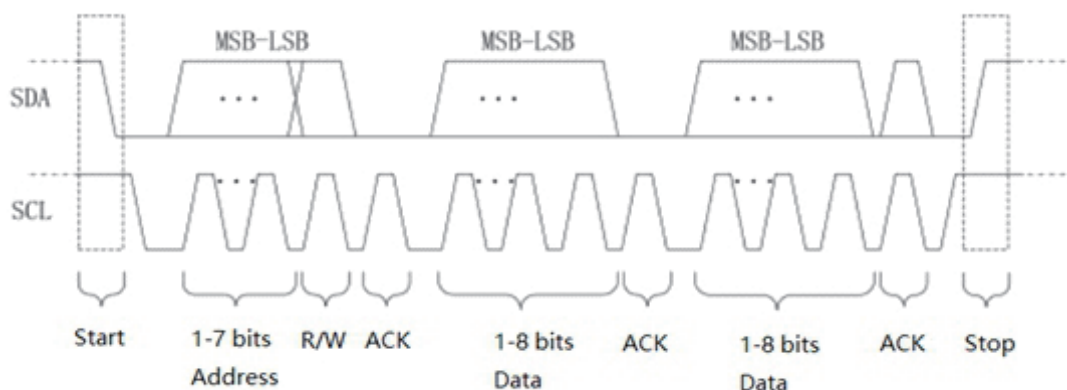 MSB-LSB MSB-LSB MSB-LSB
SDA
SCL
Start 1-7 bits R/W ACK 1-8 bits ACK 1-8 bits ACK Stop
Address Data Data